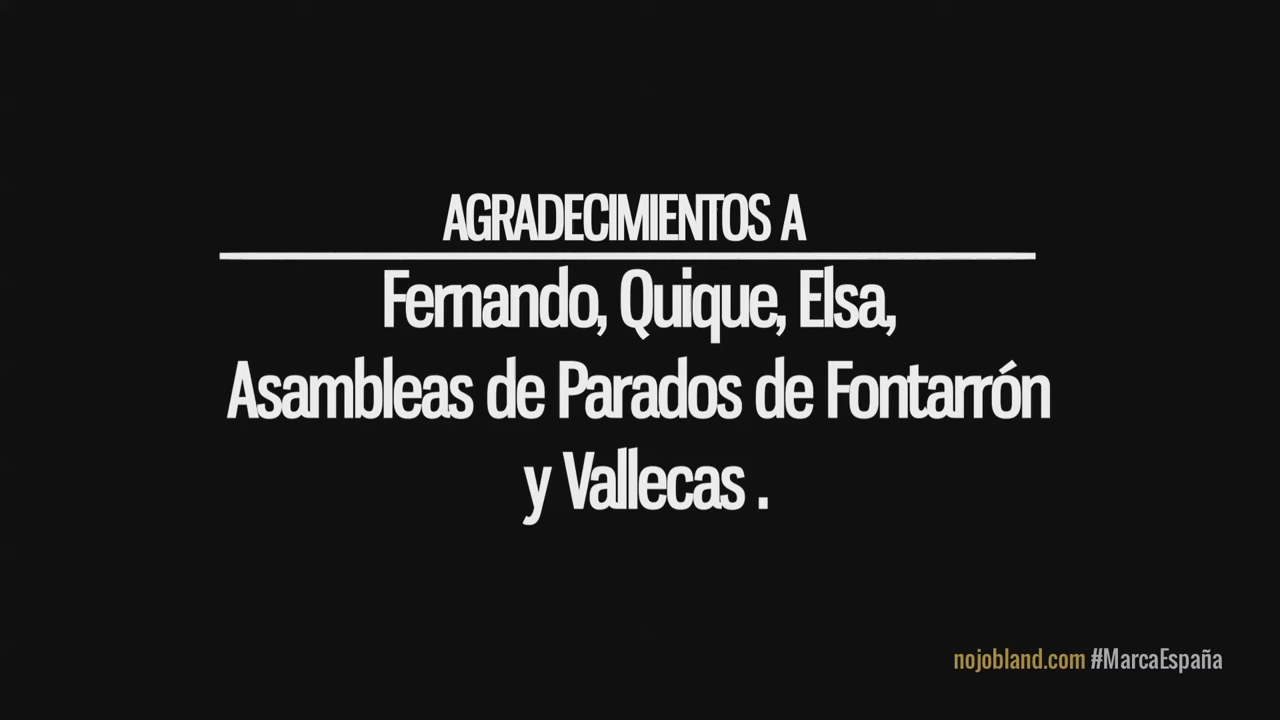 AGRADECIMIENTOS A
Fernando, Quique, Elsa,
Asambleas de Parados de Fontarrón
y Vallecas .
nojobland.com #MarcaEspaña